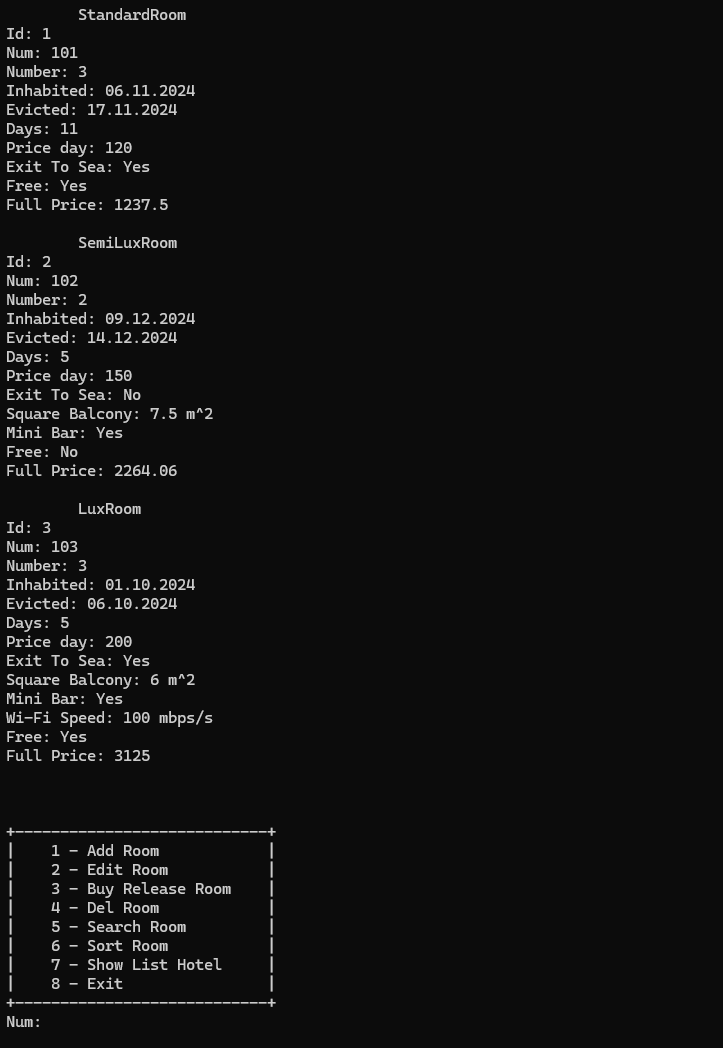 StandardRoom
Id: 1
Num: 101
Number: 3
Inhabited: 06.11.2024
Evicted: 17.11.2024
Days: 11
Price day: 120
Exit To Sea: Yes
Free: Yes
Full Price: 1237.5
SemiLuxRoom
Id: 2
Num: 102
Number: 2
Inhabited: 09.12.2024
Evicted: 14.12.2024
Days: 5
Price day: 150
Exit To Sea: No
Square Balcony: 7.5 m^2
Mini Bar: Yes
Free: No
Full Price: 2264.06
LuxRoom
Id: 3
Num: 103
Number: 3
Inhabited: 01.10.2024
Evicted: 06.10.2024
Days: 5
Price day: 200
Exit To Sea: Yes
Square Balcony: 6 m^2
Mini Bar: Yes
Wi-Fi Speed: 100 mbps/s
Free: Yes
Full Price: 3125
+----------------------------+
|    1 - Add Room            |
|    2 - Edit Room           |
|    3 - Buy Release Room    |
|    4 - Del Room            |
|    5 - Search Room         |
|    6 - Sort Room           |
|    7 - Show List Hotel     |
|    8 - Exit                |
+----------------------------+
Num: